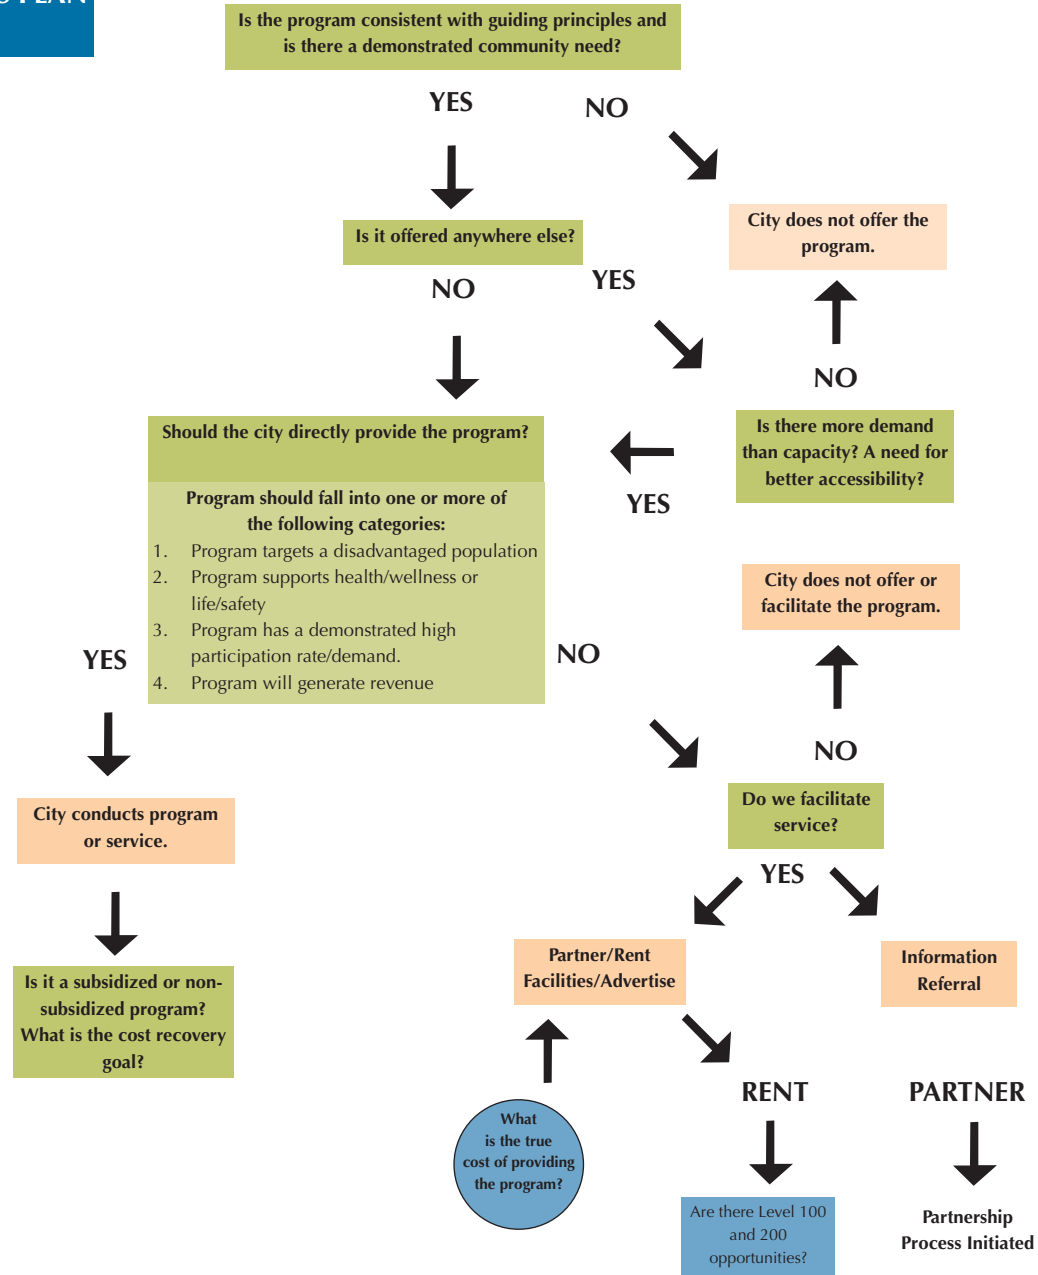 PLAN
Is the program consistent with guiding principles and
is there a demonstrated community need?
YES
NO
Is it offered anywhere else?
City does not offer the
program.
NO
YES
NO
Should the city directly provide the program?
Is there more demand
than capacity? A need for
better accessibility?
YES
Program should fall into one or more of
the following categories:
1. Program targets a disadvantaged population
2. Program supports health/wellness or
life/safety
3. Program has a demonstrated high
participation rate/demand.
4. Program will generate revenue
City does not offer or
facilitate the program.
YES
NO
NO
City conducts program
or service.
Do we facilitate
service?
YES
Partner/Rent
Facilities/Advertise
Information
Referral
Is it a subsidized or non-
subsidized program?
What is the cost recovery
goal?
RENT
PARTNER
What
is the true
cost of providing
the program?
Are there Level 100
and 200
opportunities?
Partnership
Process Initiated